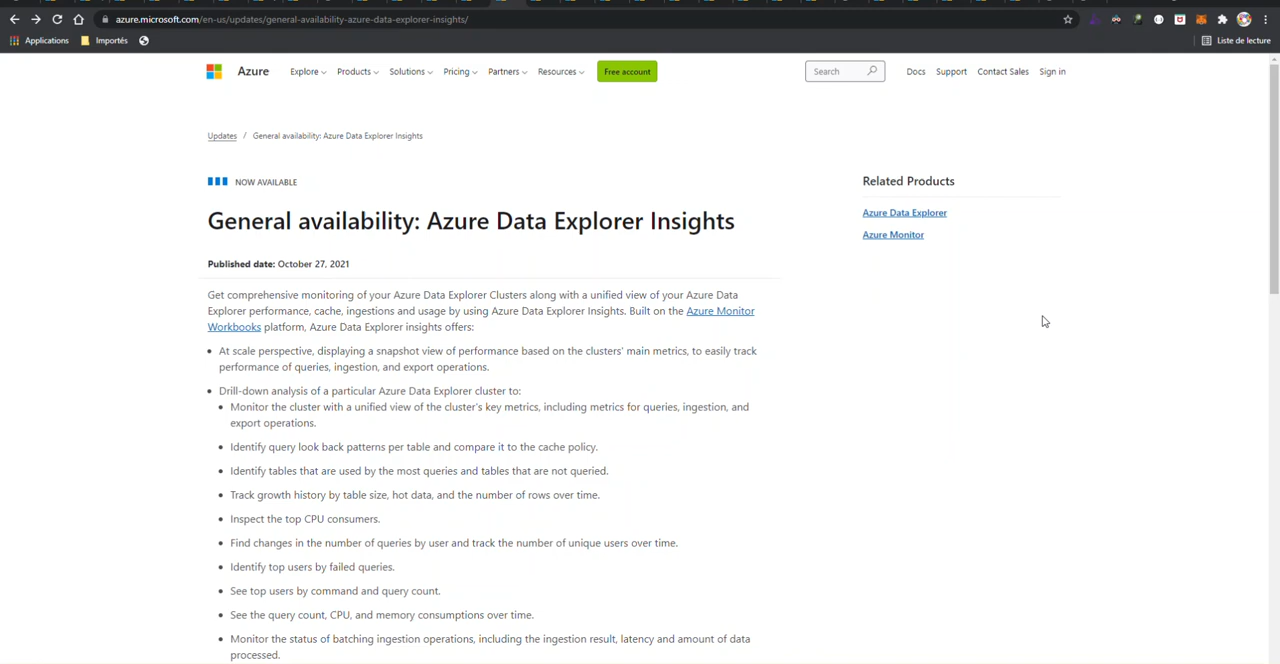 azure.microsoft.com/en-us/updates/general-availability-azure-data-explorer-insights/
Applications Importés Liste de lecture
Azure Explore Products Solutions Pricing Partners Resources Free account Search Docs Support Contact Sales Sign in
Updates / General availability: Azure Data Explorer Insights
NOW AVAILABLE
General availability: Azure Data Explorer Insights
Published date: October 27, 2021
Get comprehensive monitoring of your Azure Data Explorer Clusters along with a unified view of your Azure Data
Explorer performance, cache, ingestions and usage by using Azure Data Explorer Insights. Built on the Azure Monitor
Workbooks platform, Azure Data Explorer insights offers:
At scale perspective, displaying a snapshot view of performance based on the clusters' main metrics, to easily track
performance of queries, ingestion, and export operations.
Drill-down analysis of a particular Azure Data Explorer cluster to:
Monitor the cluster with a unified view of the cluster's key metrics, including metrics for queries, ingestion, and
export operations.
Identify query look back patterns per table and compare it to the cache policy.
Identify tables that are used by the most queries and tables that are not queried.
Track growth history by table size, hot data, and the number of rows over time.
Inspect the top CPU consumers.
Find changes in the number of queries by user and track the number of unique users over time.
Identify top users by failed queries.
See top users by command and query count.
See the query count, CPU, and memory consumptions over time.
Monitor the status of batching ingestion operations, including the ingestion result, latency and amount of data
processed.
Related Products
Azure Data Explorer
Azure Monitor